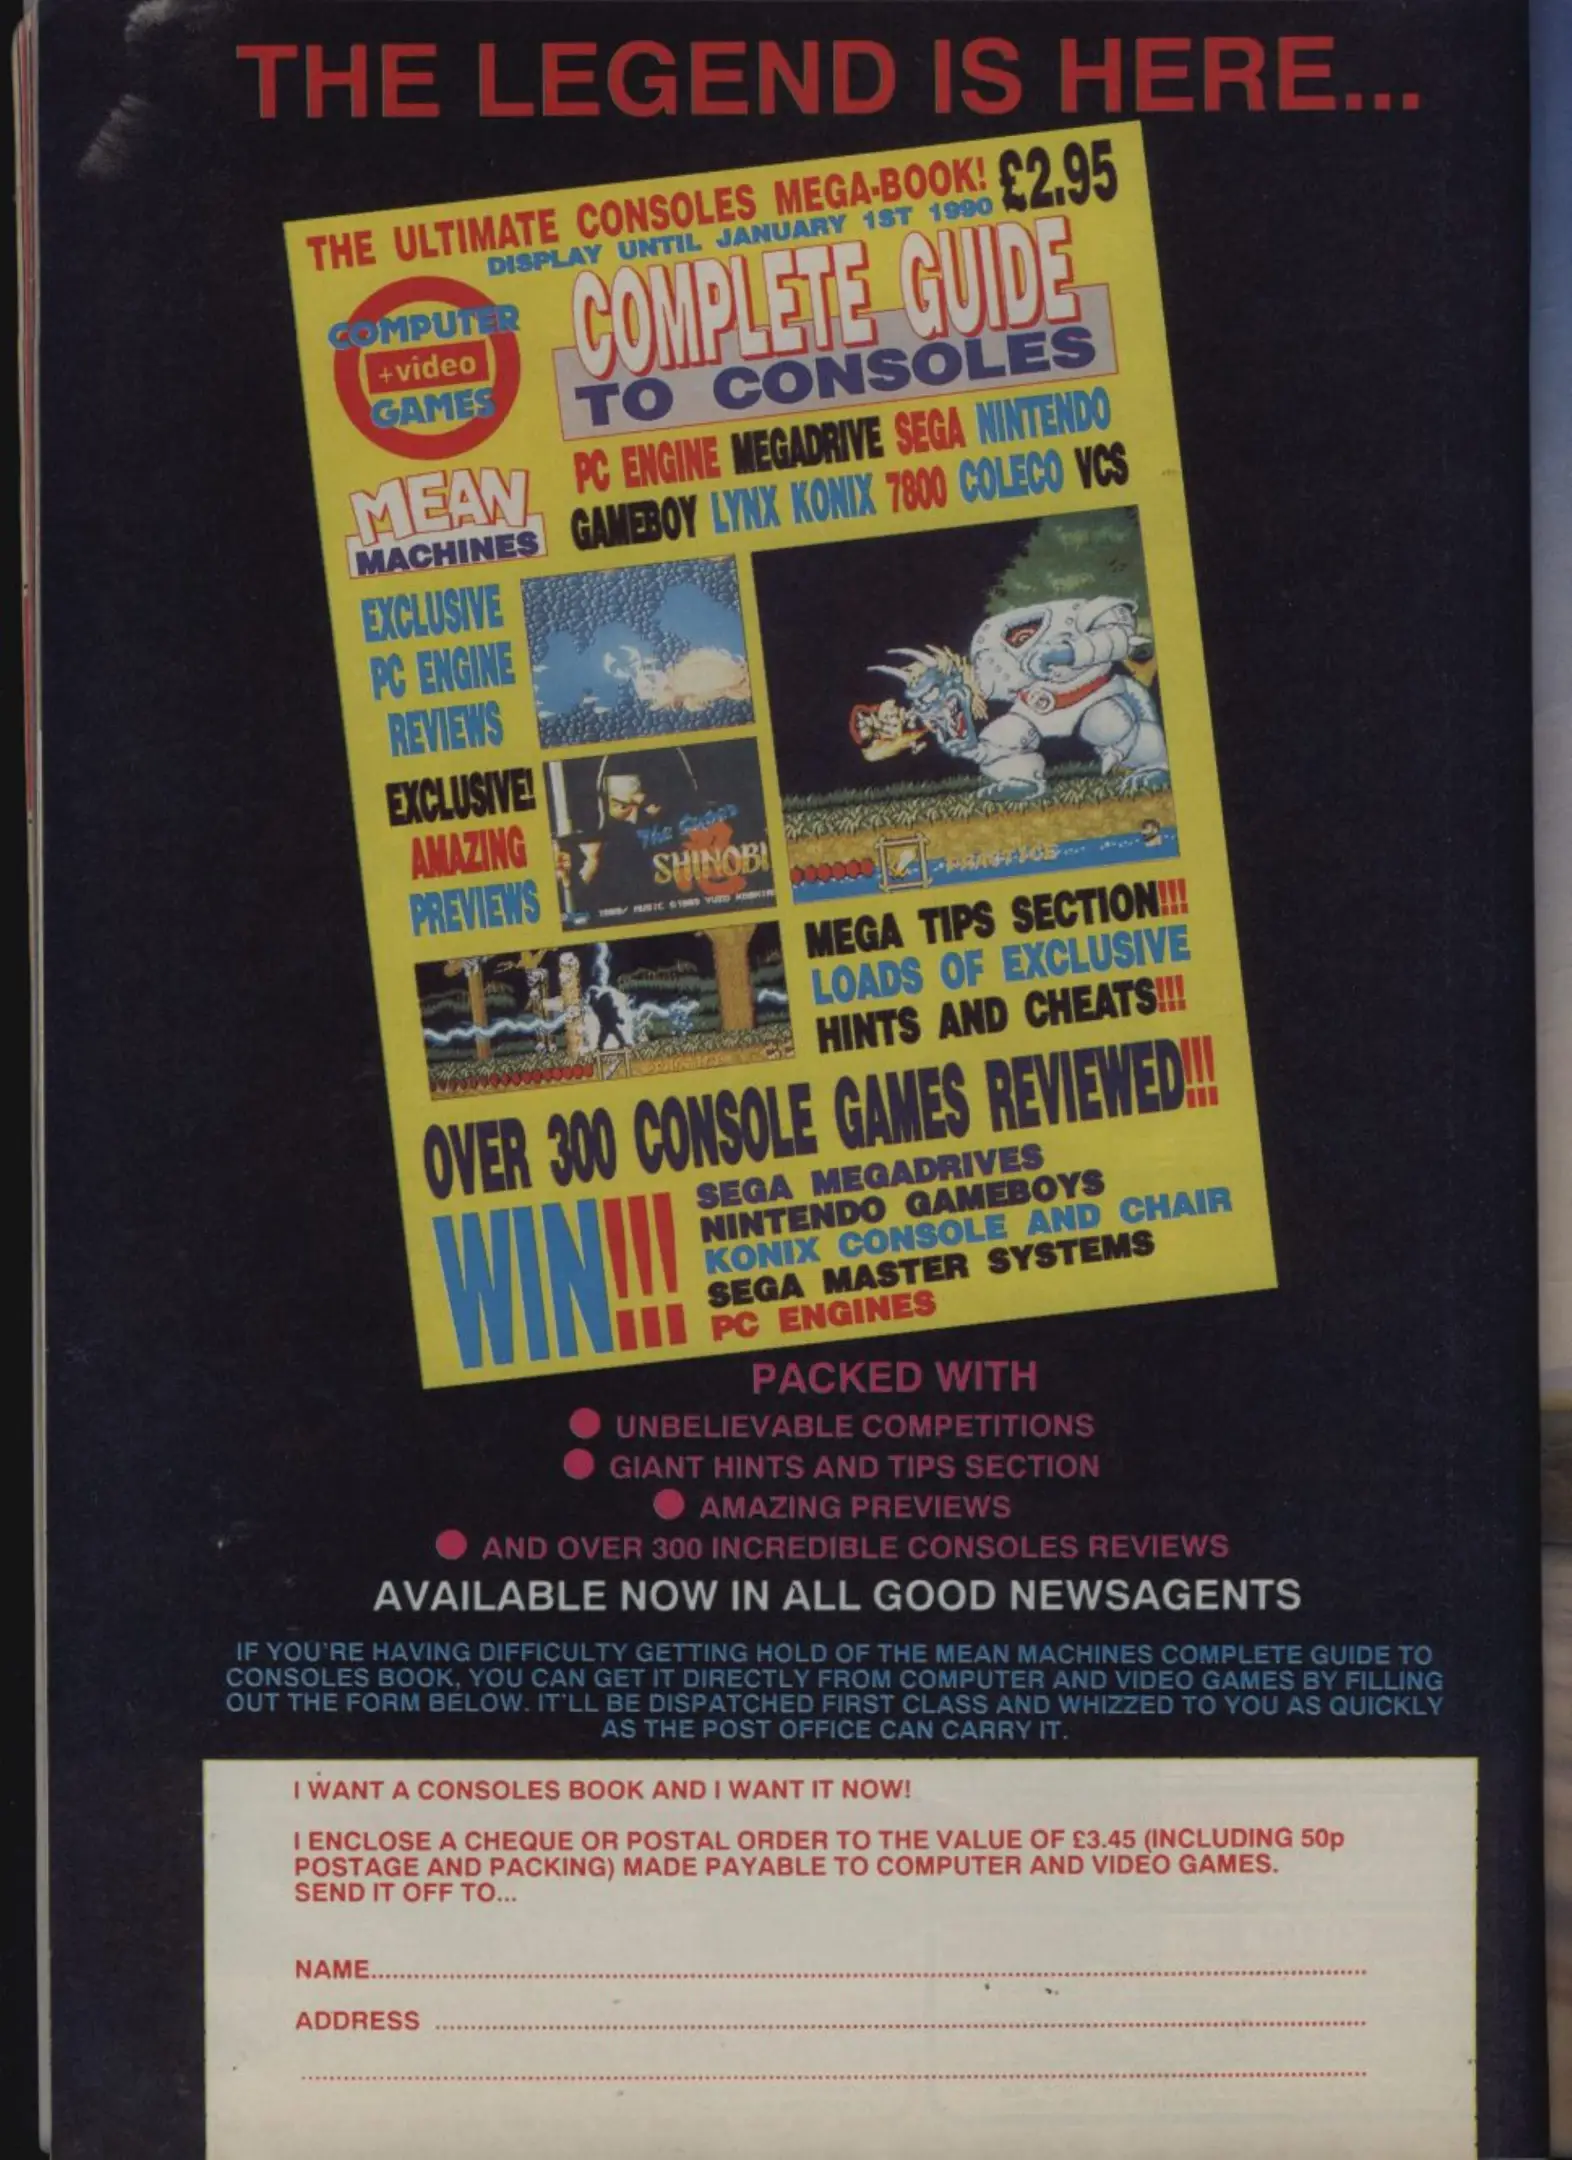 THE LEGEND IS HERE...
THE ULTIMATE CONSOLES MEGA-BOOK! £2.95
DISPLAY UNTIL JANUARY 1ST 1990
COMPUTER
+video
GAMES
COMPLETE GUIDE
TO CONSOLES
PC ENGINE MEGADRIVE SEGA NINTENDO
GAMEBOY LYNX KONIX 7800 COLECO VCS
MEAN
MACHINES
EXCLUSIVE
PC ENGINE
REVIEWS
EXCLUSIVE!
AMAZING
PREVIEWS
The Super
SHINOBI
PRACTICE
MEGA TIPS SECTION!!!
LOADS OF EXCLUSIVE
HINTS AND CHEATS!!!
OVER 300 CONSOLE GAMES REVIEWED!!!
WIN!!!
SEGA MEGADRIVES
NINTENDO GAMEBOYS
KONIX CONSOLE AND CHAIR
SEGA MASTER SYSTEMS
PC ENGINES
PACKED WITH
● UNBELIEVABLE COMPETITIONS
● GIANT HINTS AND TIPS SECTION
● AMAZING PREVIEWS
● AND OVER 300 INCREDIBLE CONSOLES REVIEWS
AVAILABLE NOW IN ALL GOOD NEWSAGENTS
IF YOU'RE HAVING DIFFICULTY GETTING HOLD OF THE MEAN MACHINES COMPLETE GUIDE TO
CONSOLES BOOK, YOU CAN GET IT DIRECTLY FROM COMPUTER AND VIDEO GAMES BY FILLING
OUT THE FORM BELOW. IT'LL BE DISPATCHED FIRST CLASS AND WHIZZED TO YOU AS QUICKLY
AS THE POST OFFICE CAN CARRY IT.
I WANT A CONSOLES BOOK AND I WANT IT NOW!
I ENCLOSE A CHEQUE OR POSTAL ORDER TO THE VALUE OF £3.45 (INCLUDING 50p
POSTAGE AND PACKING) MADE PAYABLE TO COMPUTER AND VIDEO GAMES.
SEND IT OFF TO...
NAME
ADDRESS